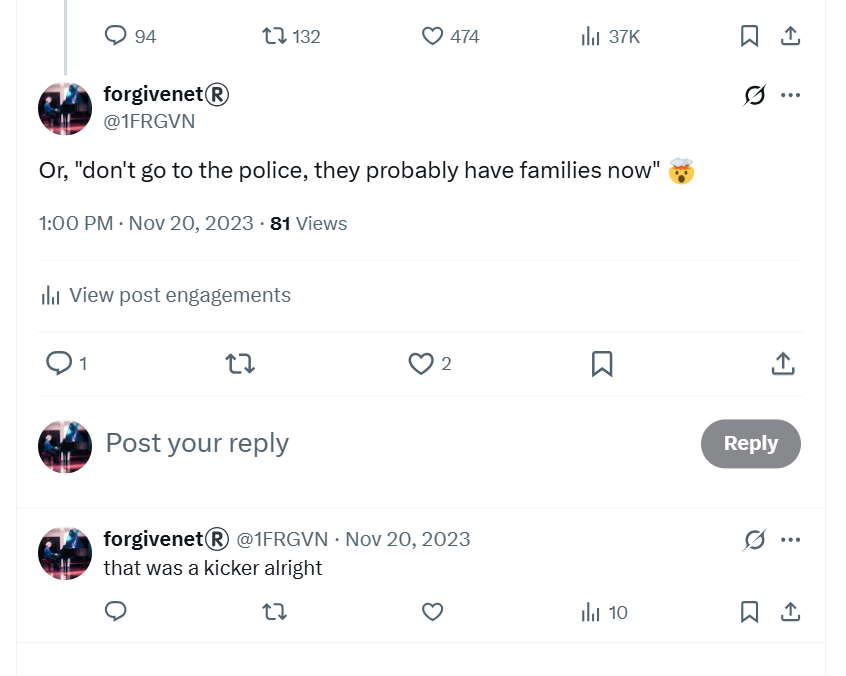 94 132 474 37K
forgivenet®
@1FRGVN
Or, "don't go to the police, they probably have families now" 🤯
1:00 PM · Nov 20, 2023 · 81 Views
View post engagements
1 2
Post your reply
Reply
forgivenet® @1FRGVN · Nov 20, 2023
that was a kicker alright
10